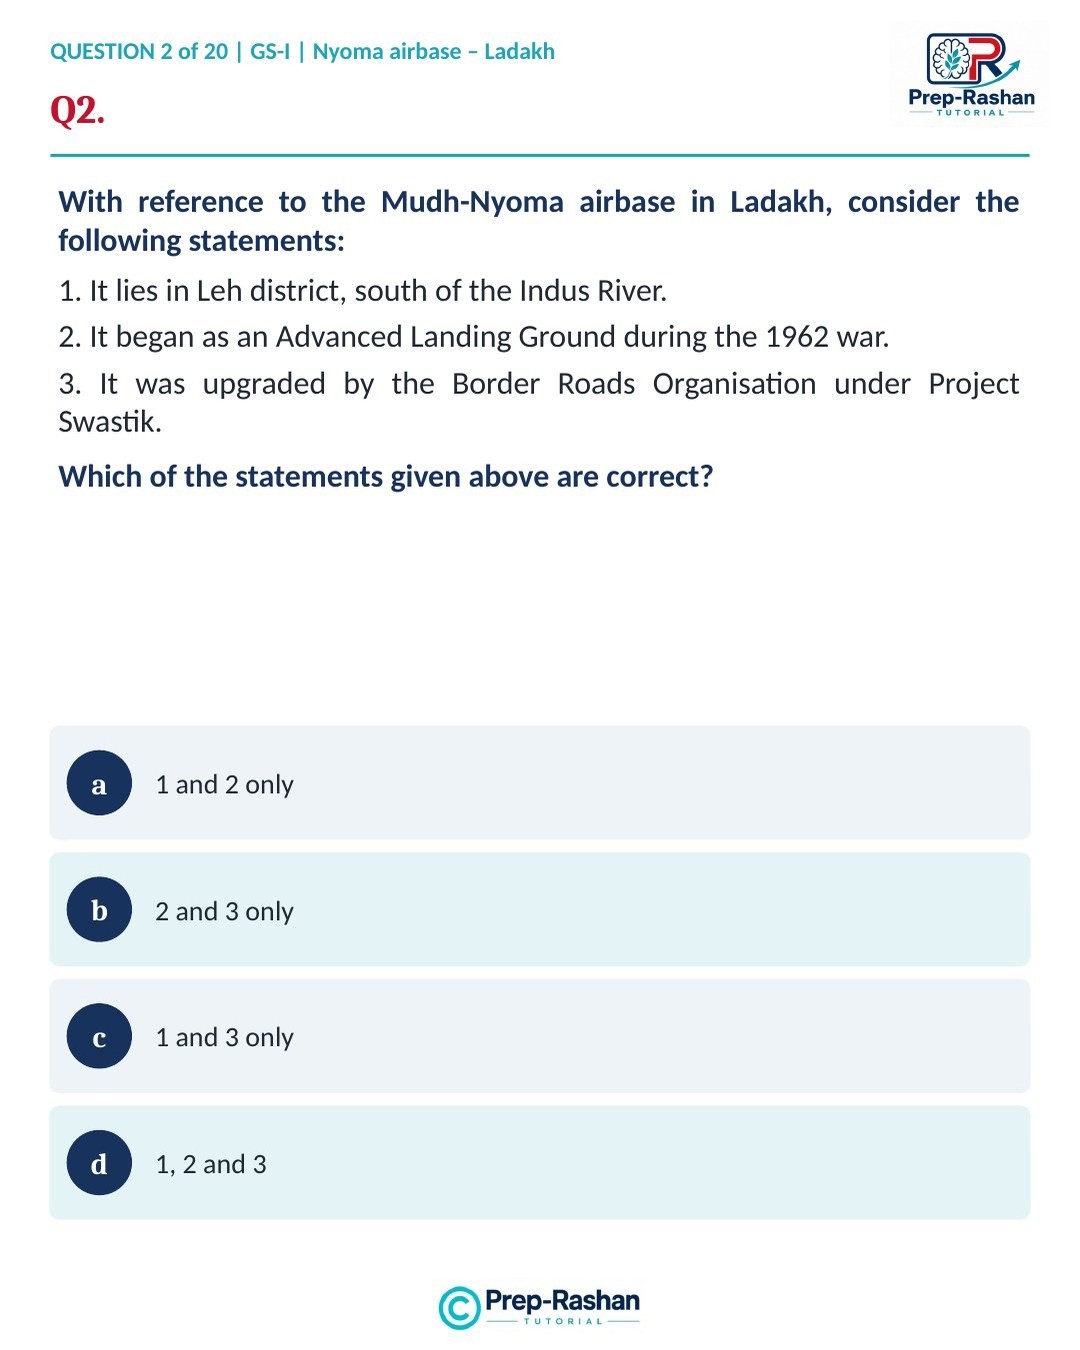 QUESTION 2 of 20 | GS-I | Nyoma airbase – Ladakh
Prep-Rashan
TUTORIAL
Q2.
With reference to the Mudh-Nyoma airbase in Ladakh, consider the
following statements:
1. It lies in Leh district, south of the Indus River.
2. It began as an Advanced Landing Ground during the 1962 war.
3. It was upgraded by the Border Roads Organisation under Project
Swastik.
Which of the statements given above are correct?
a 1 and 2 only
b 2 and 3 only
c 1 and 3 only
d 1, 2 and 3
© Prep-Rashan
TUTORIAL